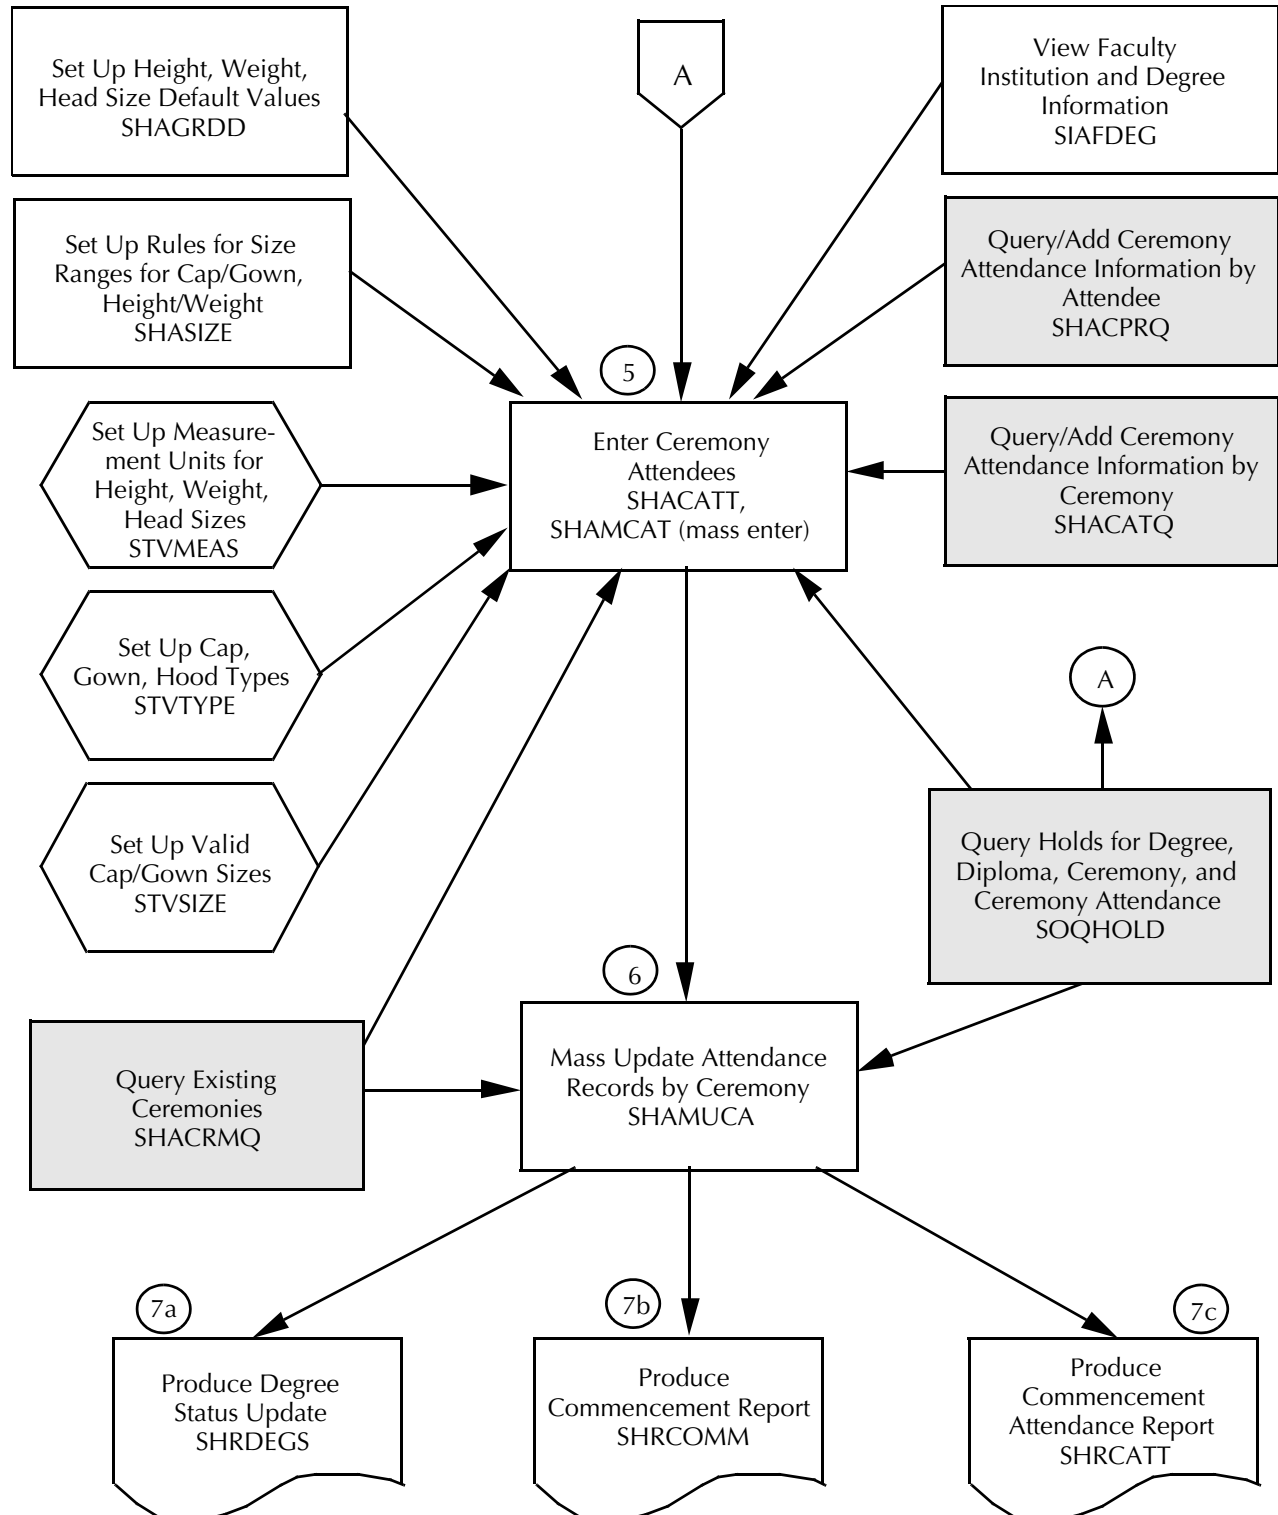 Set Up Height, Weight,
Head Size Default Values
SHAGRDD
A
View Faculty
Institution and Degree
Information
SIAFDEG
Set Up Rules for Size
Ranges for Cap/Gown,
Height/Weight
SHASIZE
Query/Add Ceremony
Attendance Information by
Attendee
SHACPRQ
5
Set Up Measure-
ment Units for
Height, Weight,
Head Sizes
STVMEAS
Enter Ceremony
Attendees
SHACATT,
SHAMCAT (mass enter)
Query/Add Ceremony
Attendance Information by
Ceremony
SHACATQ
Set Up Cap,
Gown, Hood Types
STVTYPE
A
Set Up Valid
Cap/Gown Sizes
STVSIZE
Query Holds for Degree,
Diploma, Ceremony, and
Ceremony Attendance
SOQHOLD
6
Query Existing
Ceremonies
SHACRMQ
Mass Update Attendance
Records by Ceremony
SHAMUCA
7a
7b
7c
Produce Degree
Status Update
SHRDEGS
Produce
Commencement Report
SHRCOMM
Produce
Commencement
Attendance Report
SHRCATT